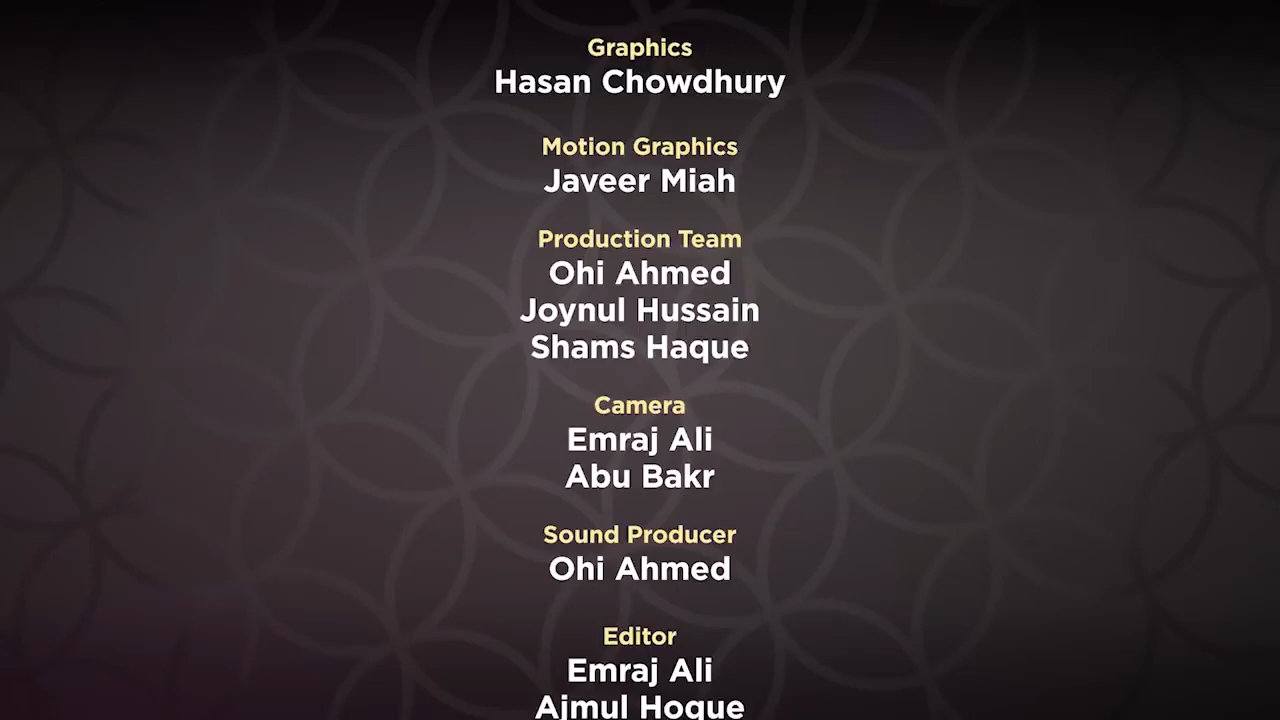 Graphics
Hasan Chowdhury
Motion Graphics
Javeer Miah
Production Team
Ohi Ahmed
Joynul Hussain
Shams Haque
Camera
Emraj Ali
Abu Bakr
Sound Producer
Ohi Ahmed
Editor
Emraj Ali
Ajmul Hoque